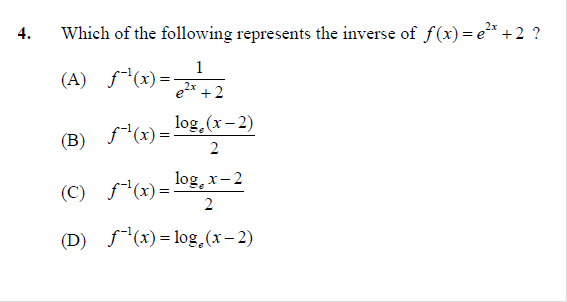 4. Which of the following represents the inverse of f(x) = e^{2x} + 2 ?
(A) f^{-1}(x) = \frac{1}{e^{2x} + 2}
(B) f^{-1}(x) = \frac{\log_e(x - 2)}{2}
(C) f^{-1}(x) = \frac{\log_e x - 2}{2}
(D) f^{-1}(x) = \log_e(x - 2)